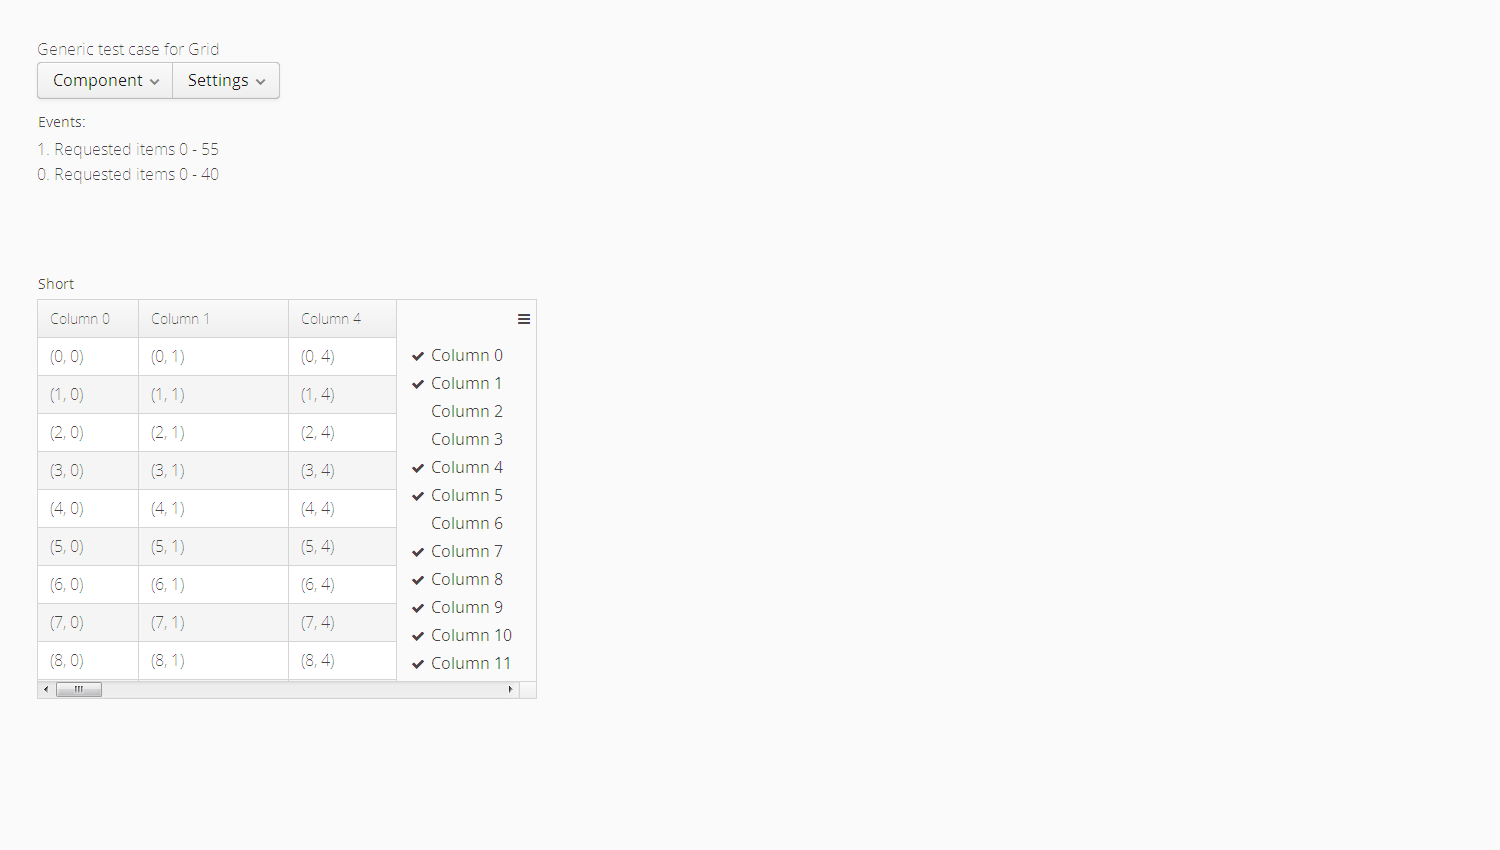 Generic test case for Grid
Component Settings
Events:
1. Requested items 0 - 55
0. Requested items 0 - 40
Short
Column 0 Column 1 Column 4
(0, 0) (0, 1) (0, 4) Column 0
(1, 0) (1, 1) (1, 4) Column 1
(2, 0) (2, 1) (2, 4) Column 2
(3, 0) (3, 1) (3, 4) Column 3
Column 4
(4, 0) (4, 1) (4, 4) Column 5
(5, 0) (5, 1) (5, 4) Column 6
Column 7
(6, 0) (6, 1) (6, 4) Column 8
(7, 0) (7, 1) (7, 4) Column 9
Column 10
(8, 0) (8, 1) (8, 4) Column 11